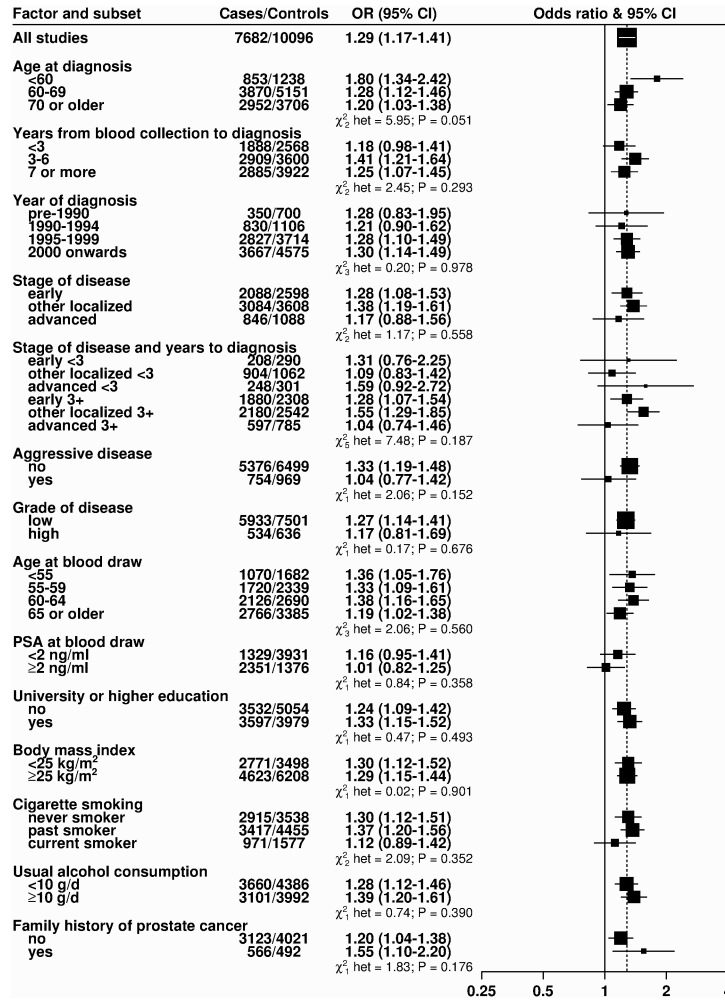 Factor and subset Cases/Controls OR (95% CI) Odds ratio & 95% CI
All studies 7682/10096 1.29 (1.17-1.41)
Age at diagnosis
<60 853/1238 1.80 (1.34-2.42)
60-69 3870/5151 1.28 (1.12-1.46)
70 or older 2952/3706 1.20 (1.03-1.38)
χ²₂ het = 5.95; P = 0.051
Years from blood collection to diagnosis
<3 1888/2568 1.18 (0.98-1.41)
3-6 2909/3600 1.41 (1.21-1.64)
7 or more 2885/3922 1.25 (1.07-1.45)
χ²₂ het = 2.45; P = 0.293
Year of diagnosis
pre-1990 350/700 1.28 (0.83-1.95)
1990-1994 830/1106 1.21 (0.90-1.62)
1995-1999 2827/3714 1.28 (1.10-1.49)
2000 onwards 3667/4575 1.30 (1.14-1.49)
χ²₃ het = 0.20; P = 0.978
Stage of disease
early 2088/2598 1.28 (1.08-1.53)
other localized 3084/3608 1.38 (1.19-1.61)
advanced 846/1088 1.17 (0.88-1.56)
χ²₂ het = 1.17; P = 0.558
Stage of disease and years to diagnosis
early <3 208/290 1.31 (0.76-2.25)
other localized <3 904/1062 1.09 (0.83-1.42)
advanced <3 248/301 1.59 (0.92-2.72)
early 3+ 1880/2308 1.28 (1.07-1.54)
other localized 3+ 2180/2542 1.55 (1.29-1.85)
advanced 3+ 597/785 1.04 (0.74-1.46)
χ²₅ het = 7.48; P = 0.187
Aggressive disease
no 5376/6499 1.33 (1.19-1.48)
yes 754/969 1.04 (0.77-1.42)
χ²₁ het = 2.06; P = 0.152
Grade of disease
low 5933/7501 1.27 (1.14-1.41)
high 534/636 1.17 (0.81-1.69)
χ²₁ het = 0.17; P = 0.676
Age at blood draw
<55 1070/1682 1.36 (1.05-1.76)
55-59 1720/2339 1.33 (1.09-1.61)
60-64 2126/2690 1.38 (1.16-1.65)
65 or older 2766/3385 1.19 (1.02-1.38)
χ²₃ het = 2.06; P = 0.560
PSA at blood draw
<2 ng/ml 1329/3931 1.16 (0.95-1.41)
≥2 ng/ml 2351/1376 1.01 (0.82-1.25)
χ²₁ het = 0.84; P = 0.358
University or higher education
no 3532/5054 1.24 (1.09-1.42)
yes 3597/3979 1.33 (1.15-1.52)
χ²₁ het = 0.47; P = 0.493
Body mass index
<25 kg/m² 2771/3498 1.30 (1.12-1.52)
≥25 kg/m² 4623/6208 1.29 (1.15-1.44)
χ²₁ het = 0.02; P = 0.901
Cigarette smoking
never smoker 2915/3538 1.30 (1.12-1.51)
past smoker 3417/4455 1.37 (1.20-1.56)
current smoker 971/1577 1.12 (0.89-1.42)
χ²₂ het = 2.09; P = 0.352
Usual alcohol consumption
<10 g/d 3660/4386 1.28 (1.12-1.46)
≥10 g/d 3101/3992 1.39 (1.20-1.61)
χ²₁ het = 0.74; P = 0.390
Family history of prostate cancer
no 3123/4021 1.20 (1.04-1.38)
yes 566/492 1.55 (1.10-2.20)
χ²₁ het = 1.83; P = 0.176
0.25 0.5 1 2